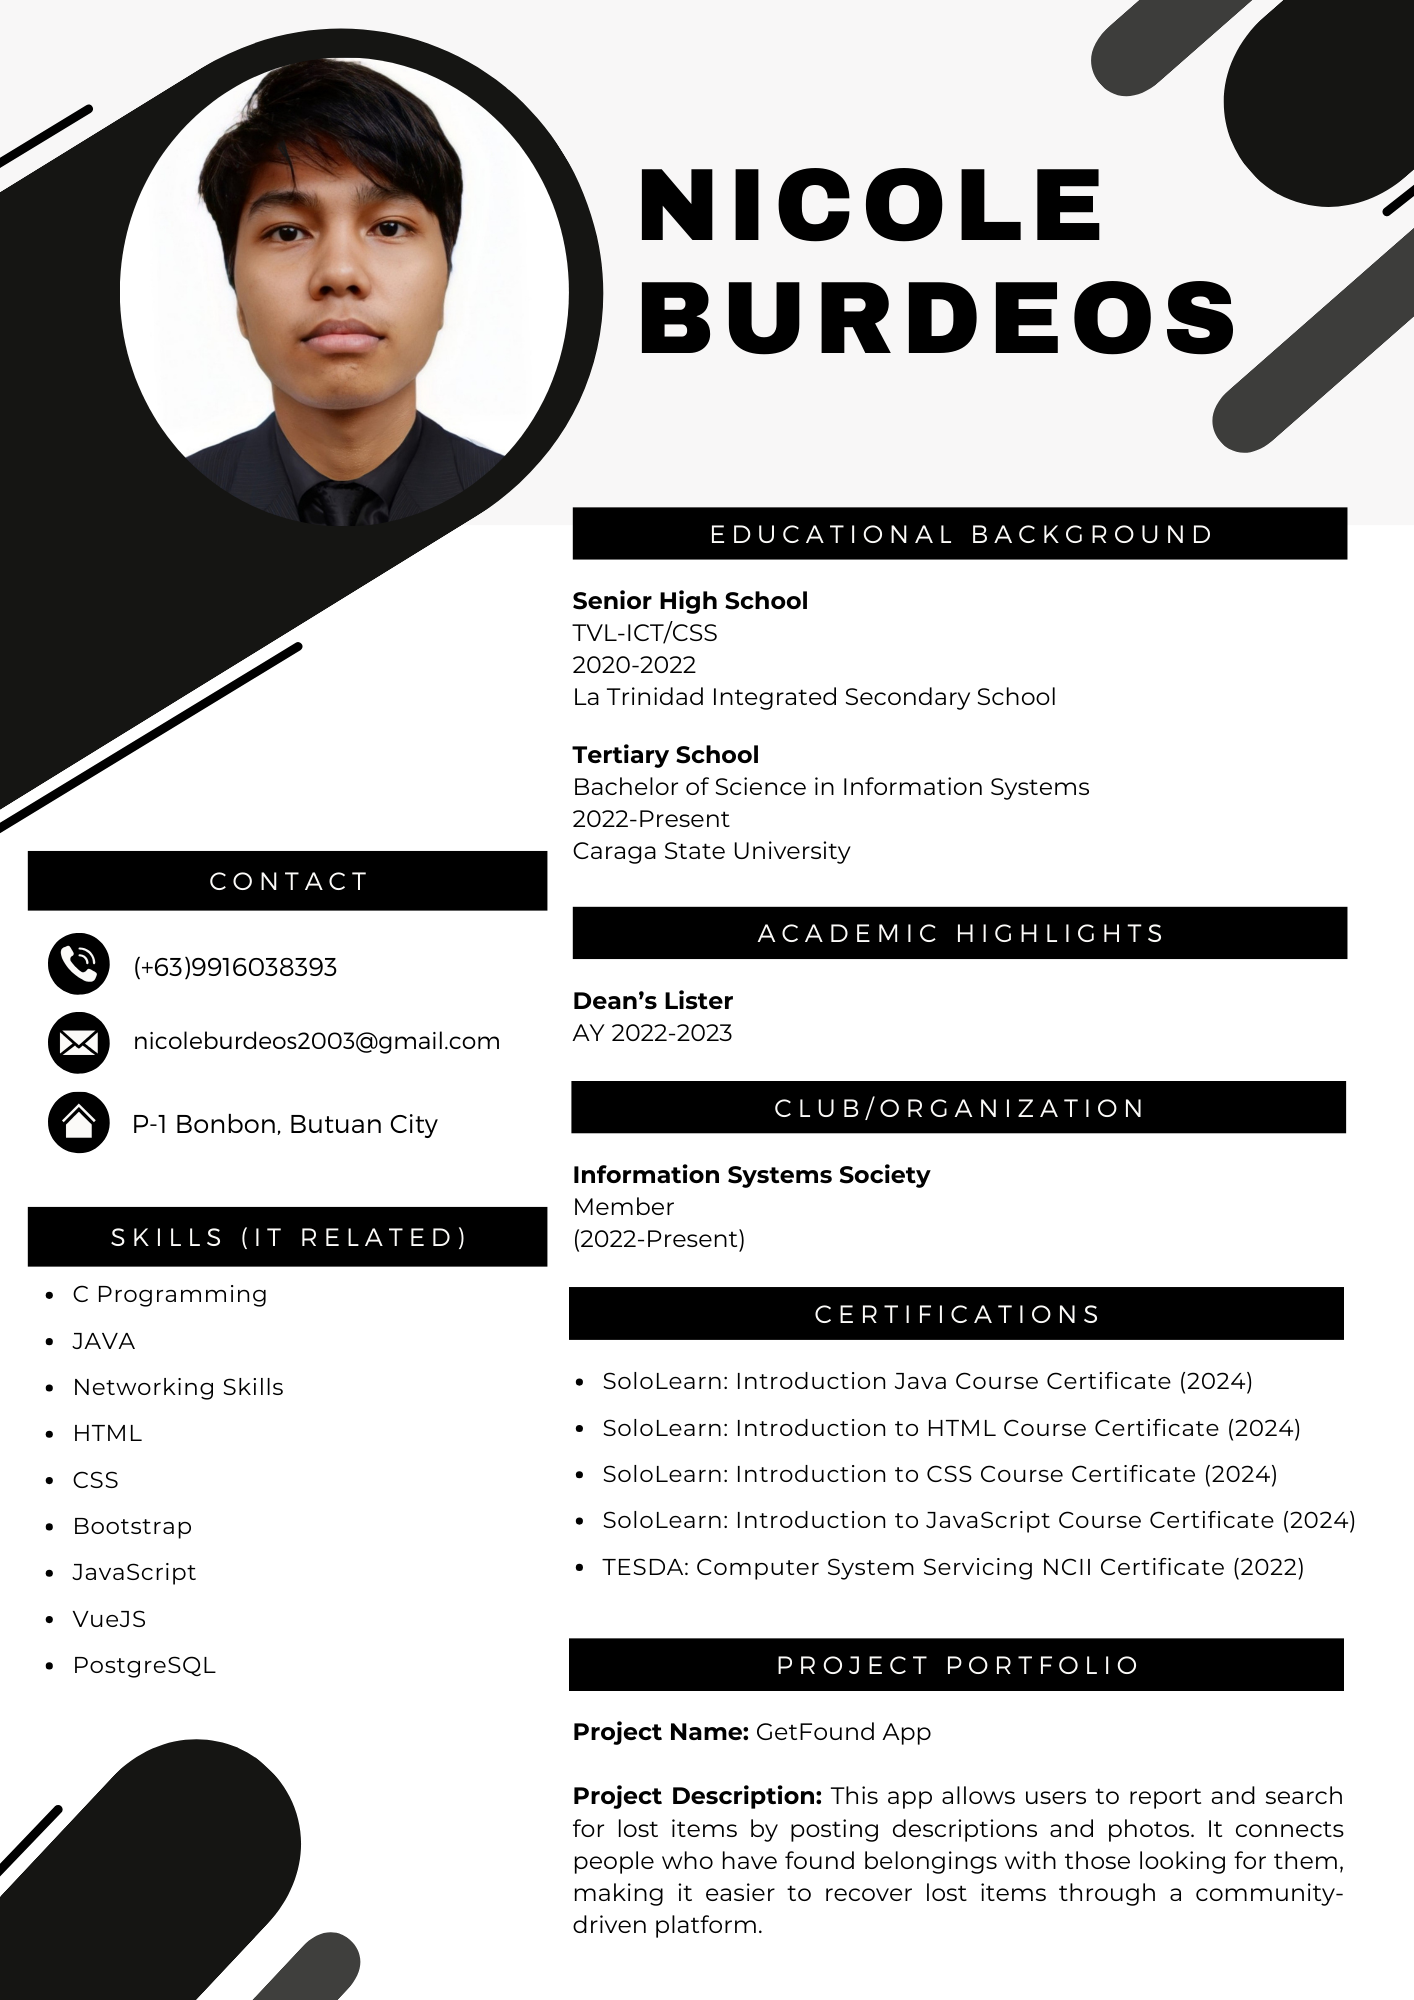 NICOLE
BURDEOS
EDUCATIONAL BACKGROUND
Senior High School
TVL-ICT/CSS
2020-2022
La Trinidad Integrated Secondary School
Tertiary School
Bachelor of Science in Information Systems
2022-Present
Caraga State University
CONTACT
(+63)9916038393
nicoleburdeos2003@gmail.com
P-1 Bonbon, Butuan City
SKILLS (IT RELATED)
• C Programming
• JAVA
• Networking Skills
• HTML
• CSS
• Bootstrap
• JavaScript
• VueJS
• PostgreSQL
ACADEMIC HIGHLIGHTS
Dean’s Lister
AY 2022-2023
CLUB/ORGANIZATION
Information Systems Society
Member
(2022-Present)
CERTIFICATIONS
• SoloLearn: Introduction Java Course Certificate (2024)
• SoloLearn: Introduction to HTML Course Certificate (2024)
• SoloLearn: Introduction to CSS Course Certificate (2024)
• SoloLearn: Introduction to JavaScript Course Certificate (2024)
• TESDA: Computer System Servicing NCII Certificate (2022)
PROJECT PORTFOLIO
Project Name: GetFound App
Project Description: This app allows users to report and search
for lost items by posting descriptions and photos. It connects
people who have found belongings with those looking for them,
making it easier to recover lost items through a community-
driven platform.